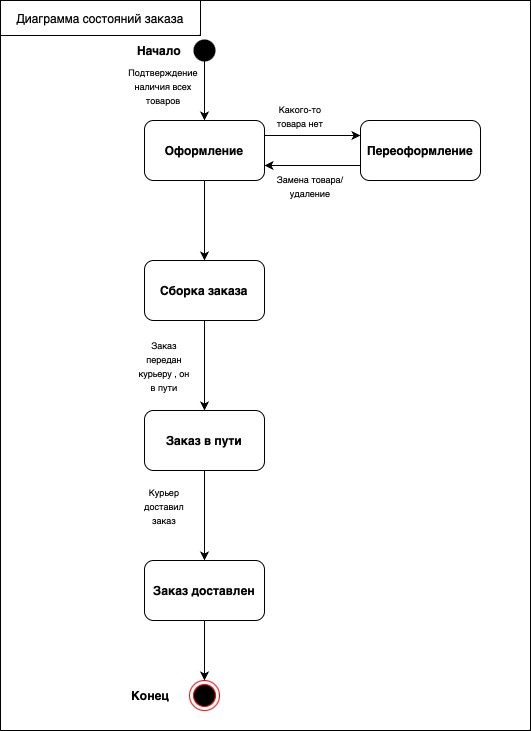 Диаграмма состояний заказа
Начало
Подтверждение
наличия всех
товаров
Какого-то
товара нет
Оформление
Переоформление
Замена товара/
удаление
Сборка заказа
Заказ
передан
курьеру , он
в пути
Заказ в пути
Курьер
доставил
заказ
Заказ доставлен
Конец